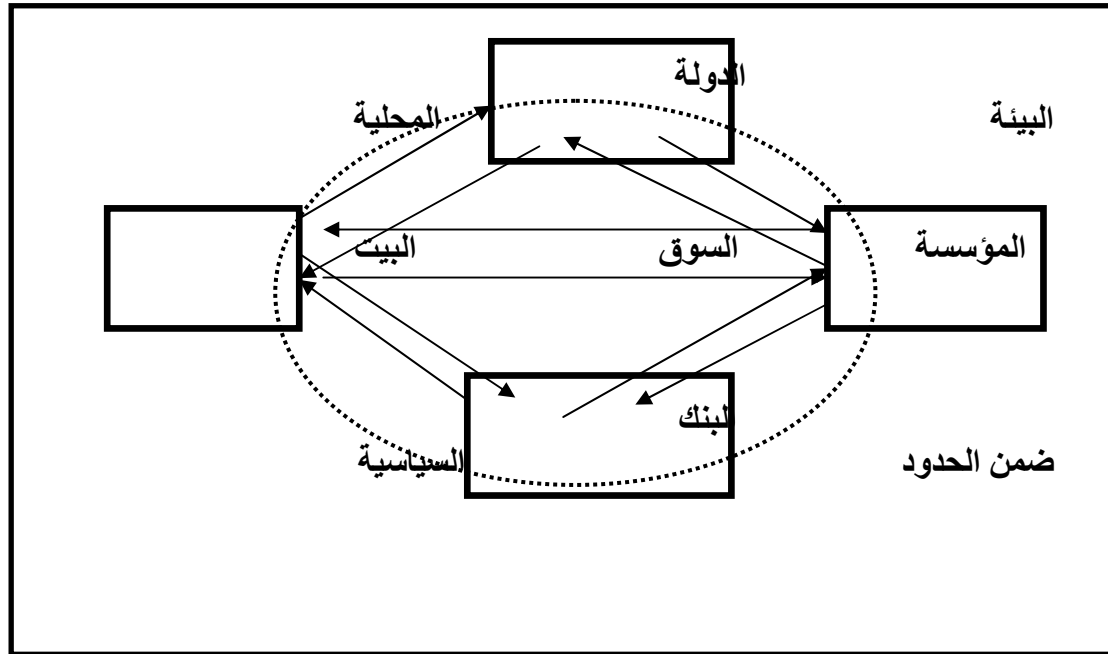 الدولة
البيئة المحلية
المؤسسة السوق البيت
البنك
ضمن الحدود السياسية